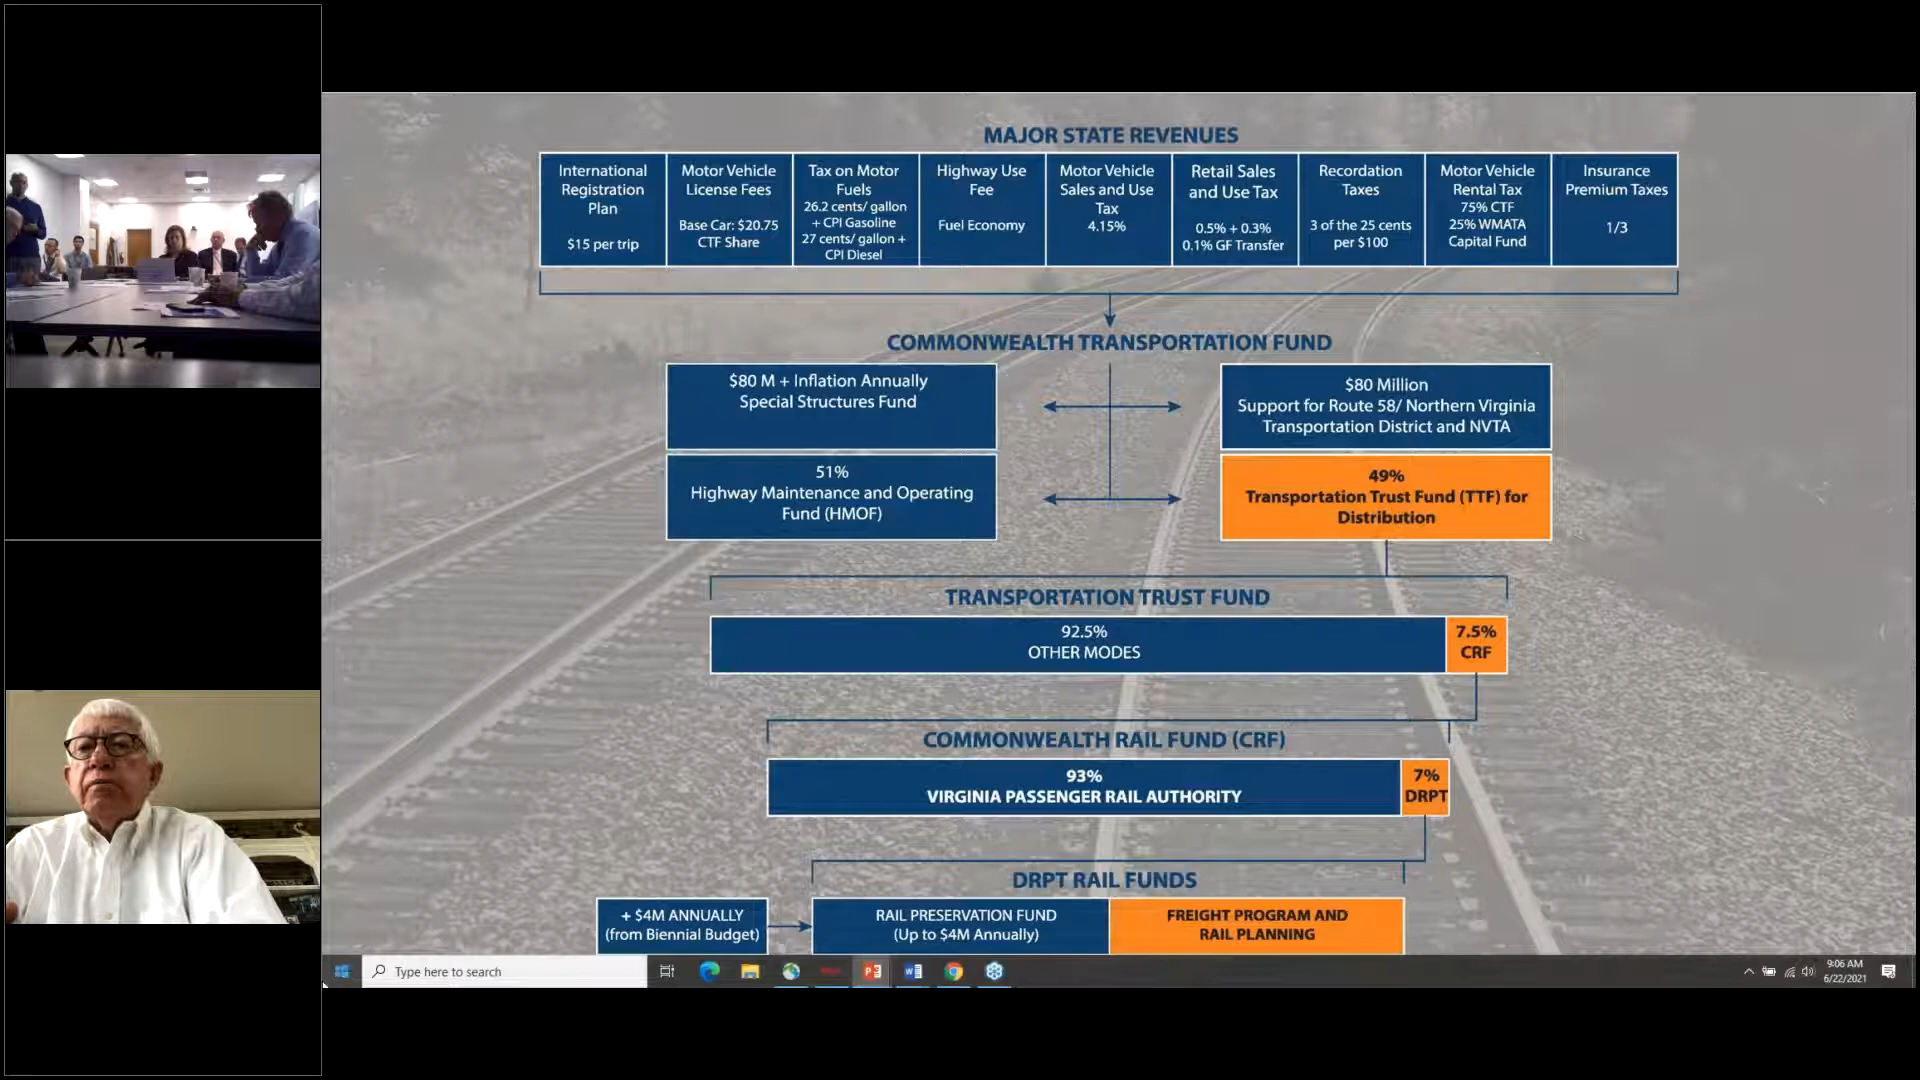 MAJOR STATE REVENUES
International
Registration
Plan
$15 per trip
Motor Vehicle
License Fees
Base Car: $20.75
CTF Share
Tax on Motor
Fuels
26.2 cents/ gallon
+ CPI Gasoline
27 cents/ gallon +
CPI Diesel
Highway Use
Fee
Fuel Economy
Motor Vehicle
Sales and Use
Tax
4.15%
Retail Sales
and Use Tax
0.5% + 0.3%
0.1% GF Transfer
Recordation
Taxes
3 of the 25 cents
per $100
Motor Vehicle
Rental Tax
75% CTF
25% WMATA
Capital Fund
Insurance
Premium Taxes
1/3
COMMONWEALTH TRANSPORTATION FUND
$80 M + Inflation Annually
Special Structures Fund
$80 Million
Support for Route 58/ Northern Virginia
Transportation District and NVTA
51%
Highway Maintenance and Operating
Fund (HMOF)
49%
Transportation Trust Fund (TTF) for
Distribution
TRANSPORTATION TRUST FUND
92.5%
OTHER MODES
7.5%
CRF
COMMONWEALTH RAIL FUND (CRF)
93%
VIRGINIA PASSENGER RAIL AUTHORITY
7%
DRPT
DRPT RAIL FUNDS
+ $4M ANNUALLY
(from Biennial Budget)
RAIL PRESERVATION FUND
(Up to $4M Annually)
FREIGHT PROGRAM AND
RAIL PLANNING
Type here to search
9:06 AM
6/22/2021